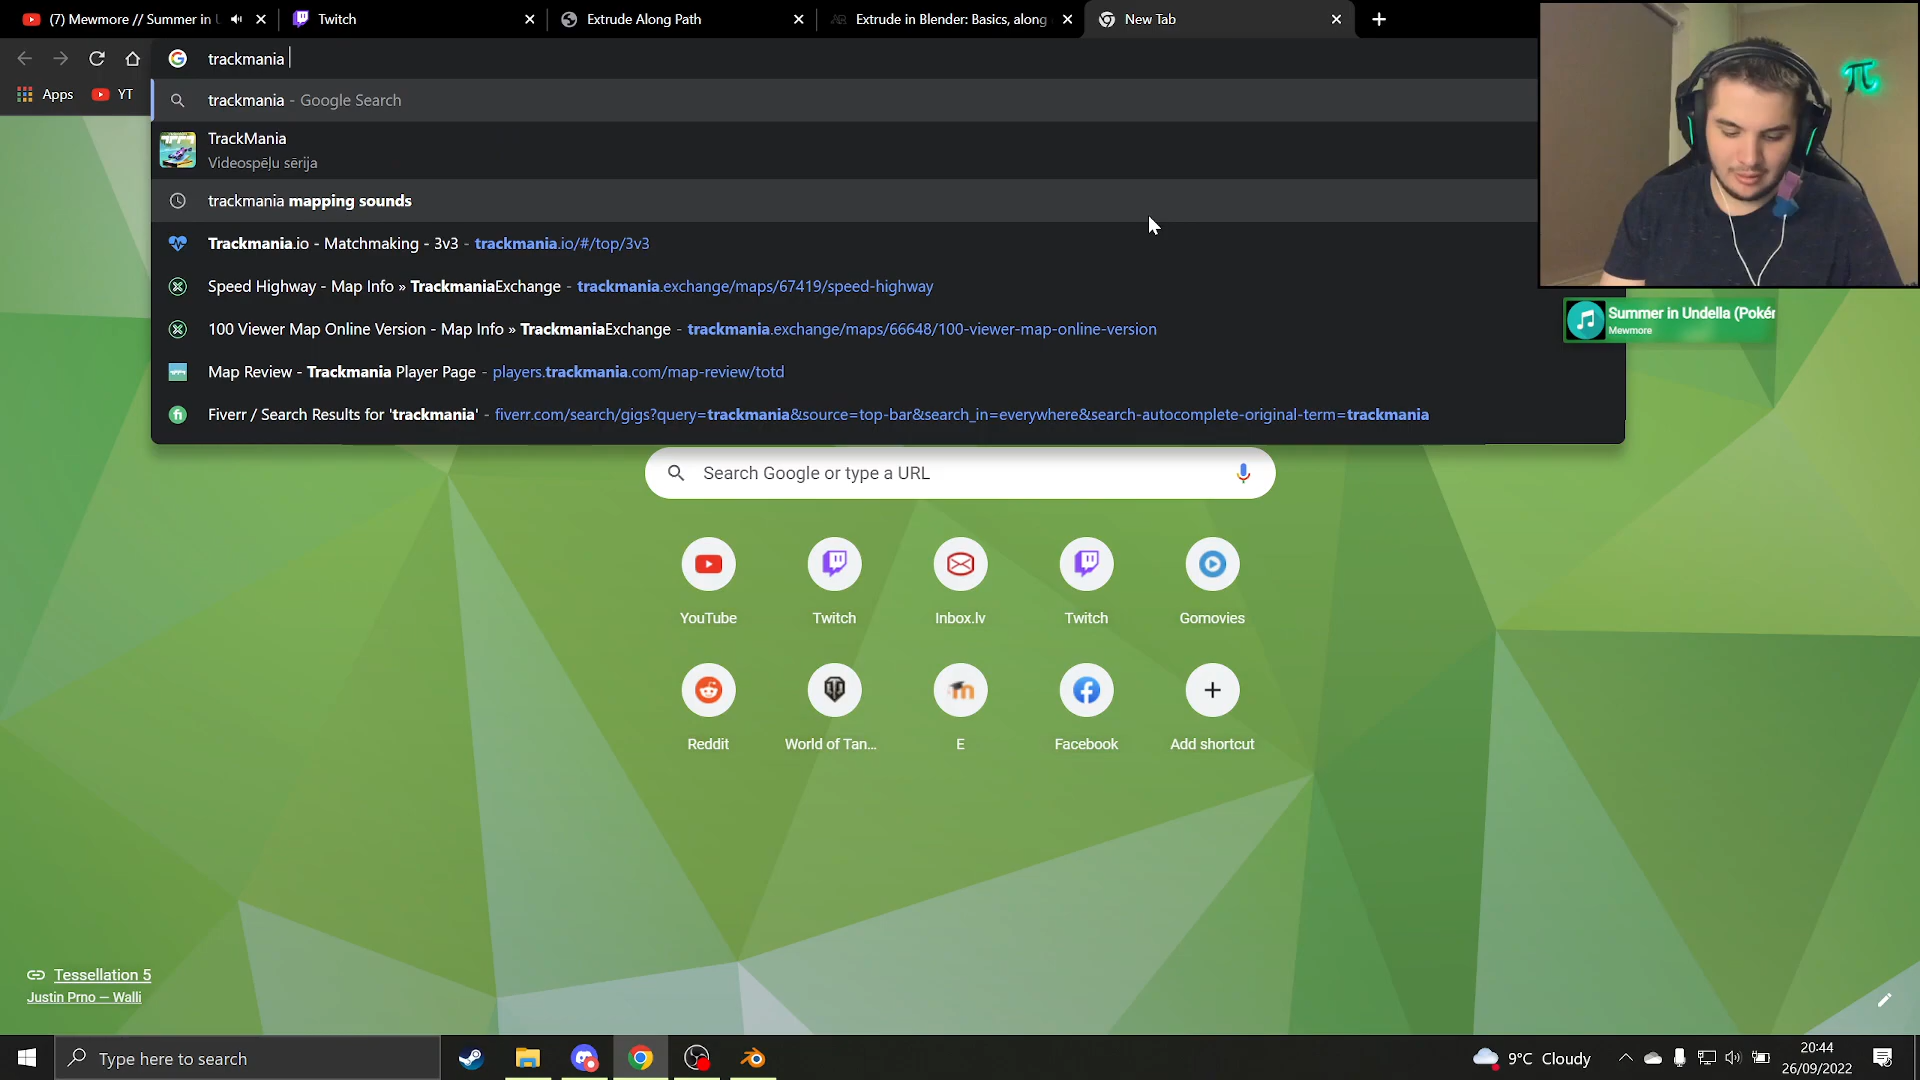 (7) Mewmore // Summer in U
Twitch
Extrude Along Path
Extrude in Blender: Basics, along
New Tab
trackmania
Apps
YT
trackmania - Google Search
TrackMania
Videospēļu sērija
trackmania mapping sounds
Trackmania.io - Matchmaking - 3v3 - trackmania.io/#/top/3v3
Speed Highway - Map Info » TrackmaniaExchange - trackmania.exchange/maps/67419/speed-highway
100 Viewer Map Online Version - Map Info » TrackmaniaExchange - trackmania.exchange/maps/66648/100-viewer-map-online-version
Map Review - Trackmania Player Page - players.trackmania.com/map-review/totd
Fiverr / Search Results for 'trackmania' - fiverr.com/search/gigs?query=trackmania&source=top-bar&search_in=everywhere&search-autocomplete-original-term=trackmania
Summer in Undella (Pokér
Mewmore
Search Google or type a URL
YouTube
Twitch
Inbox.lv
Twitch
Gomovies
Reddit
World of Tan...
E
Facebook
Add shortcut
Tessellation 5
Justin Prno — Walli
Type here to search
9°C Cloudy
20:44
26/09/2022